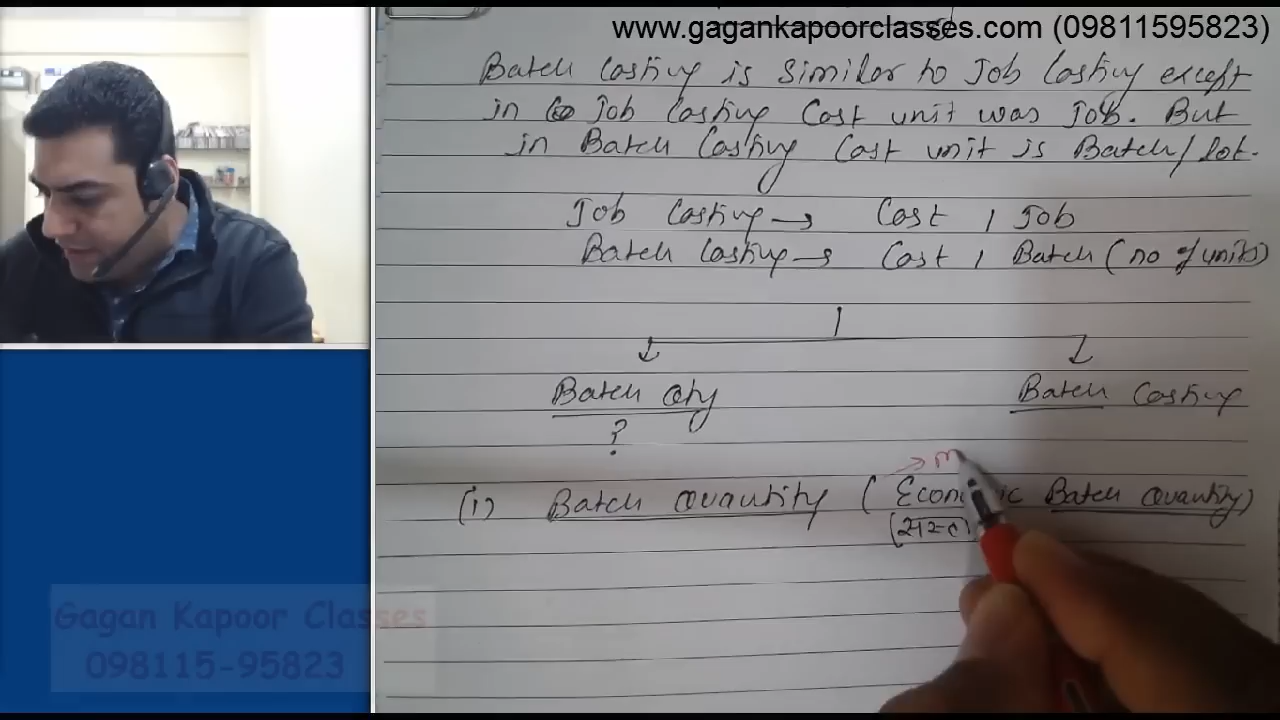 www.gagankapoorclasses.com (09811595823)
Batch Costing is similar to Job Costing except
in Job Costing Cost unit was Job. But
in Batch Costing Cost unit is Batch/lot.
Job Costing → Cost / Job
Batch Costing → Cost / Batch (no of units)
Batch Qty
Batch Costing
?
(1) Batch Quantity (Economic Batch Quantity)
Gagan Kapoor Classes
098115-95823